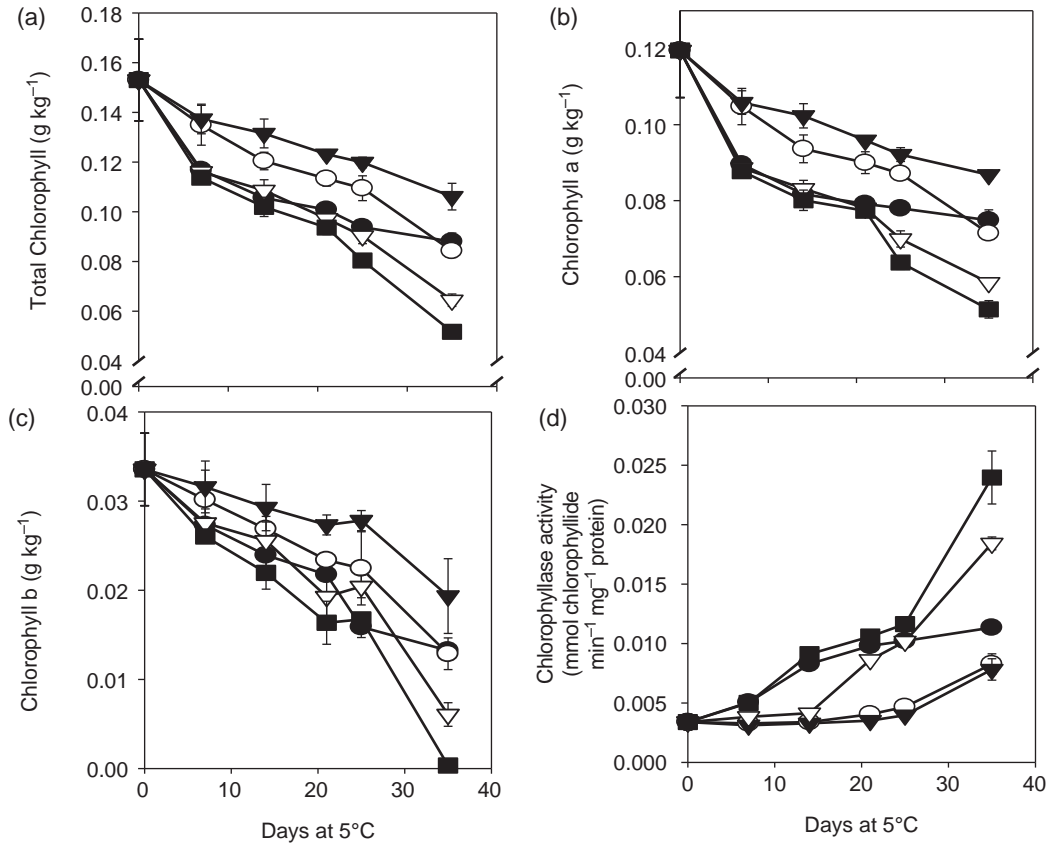 (a)
Total Chlorophyll (g kg⁻¹)
0.18
0.16
0.14
0.12
0.10
0.08
0.06
0.04
0.00
(b)
Chlorophyll a (g kg⁻¹)
0.12
0.10
0.08
0.06
0.04
0.00
(c)
Chlorophyll b (g kg⁻¹)
0.04
0.03
0.02
0.01
0.00
0 10 20 30 40
Days at 5°C
(d)
Chlorophyllase activity
(mmol chlorophyllide
min⁻¹ mg⁻¹ protein)
0.030
0.025
0.020
0.015
0.010
0.005
0.000
0 10 20 30 40
Days at 5°C